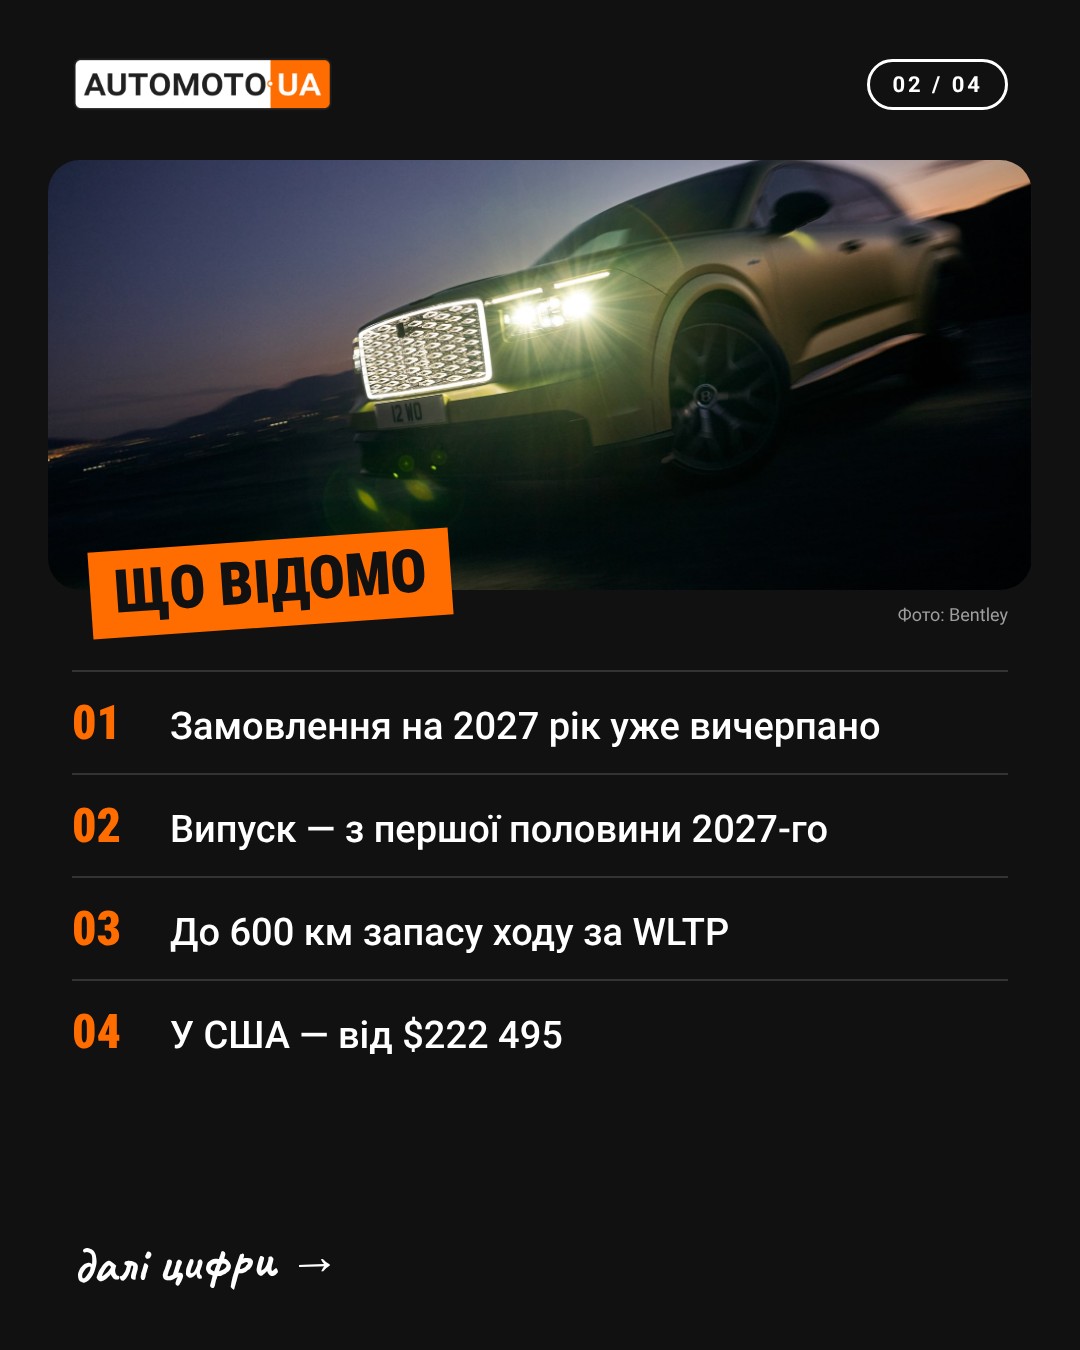 AUTOMOTO UA
02 / 04
12 WO
ЩО ВІДОМО
Фото: Bentley
01 Замовлення на 2027 рік уже вичерпано
02 Випуск — з першої половини 2027-го
03 До 600 км запасу ходу за WLTP
04 У США — від $222 495
далі цифри →